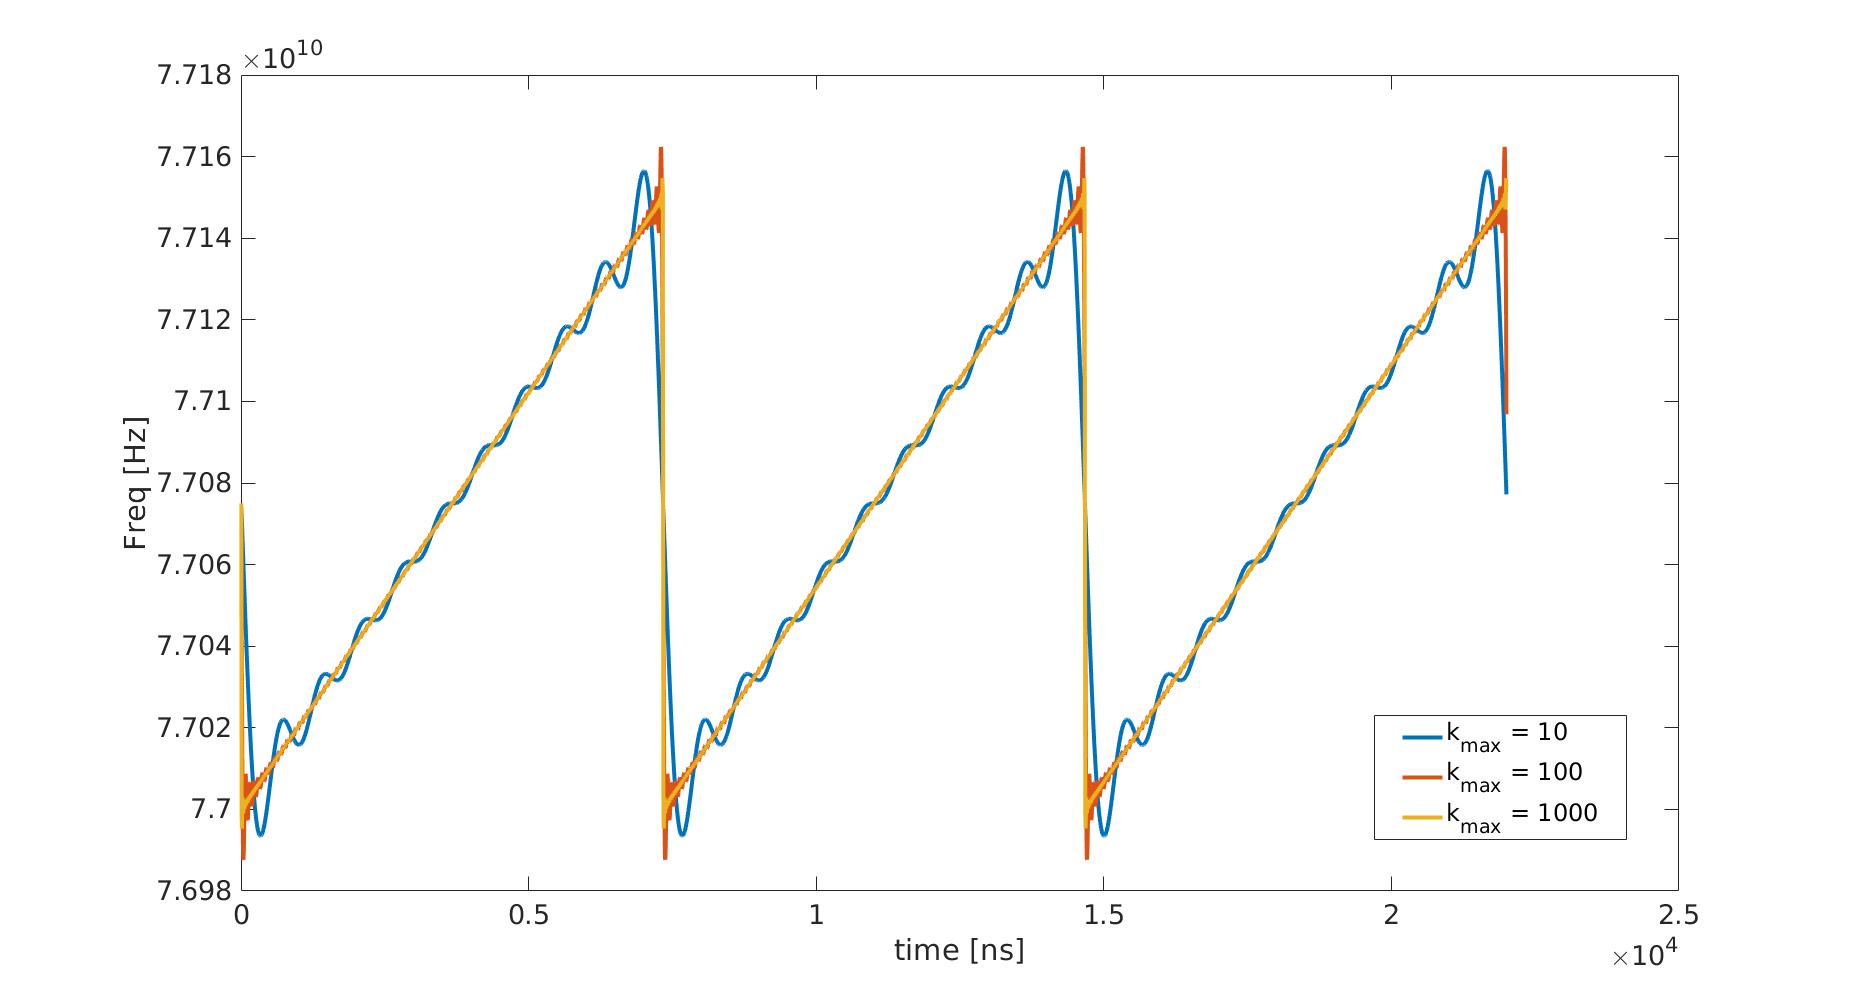 ×10^10
7.718
7.716
7.714
7.712
7.71
7.708
7.706
7.704
7.702
7.7
7.698
Freq [Hz]
k_max = 10
k_max = 100
k_max = 1000
0 0.5 1 1.5 2 2.5
time [ns]
×10^4